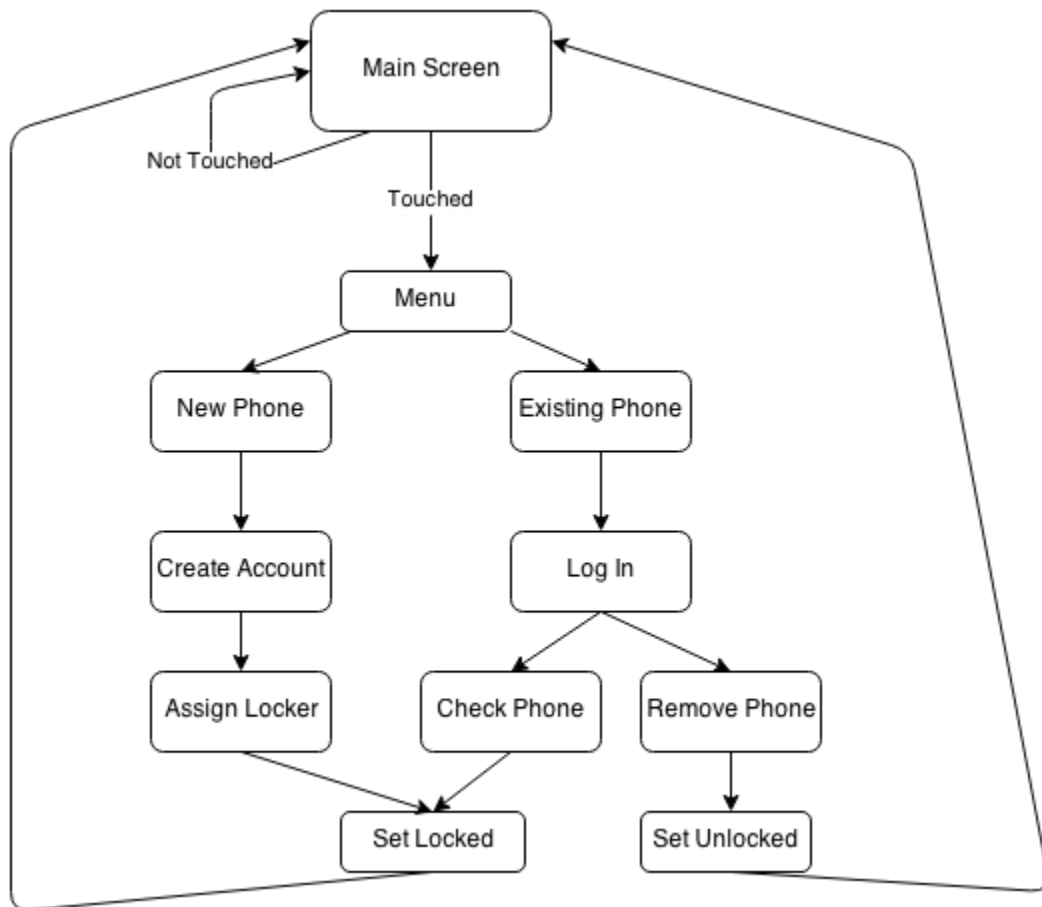 Main Screen
Not Touched
Touched
Menu
New Phone
Existing Phone
Create Account
Log In
Assign Locker
Check Phone
Remove Phone
Set Locked
Set Unlocked